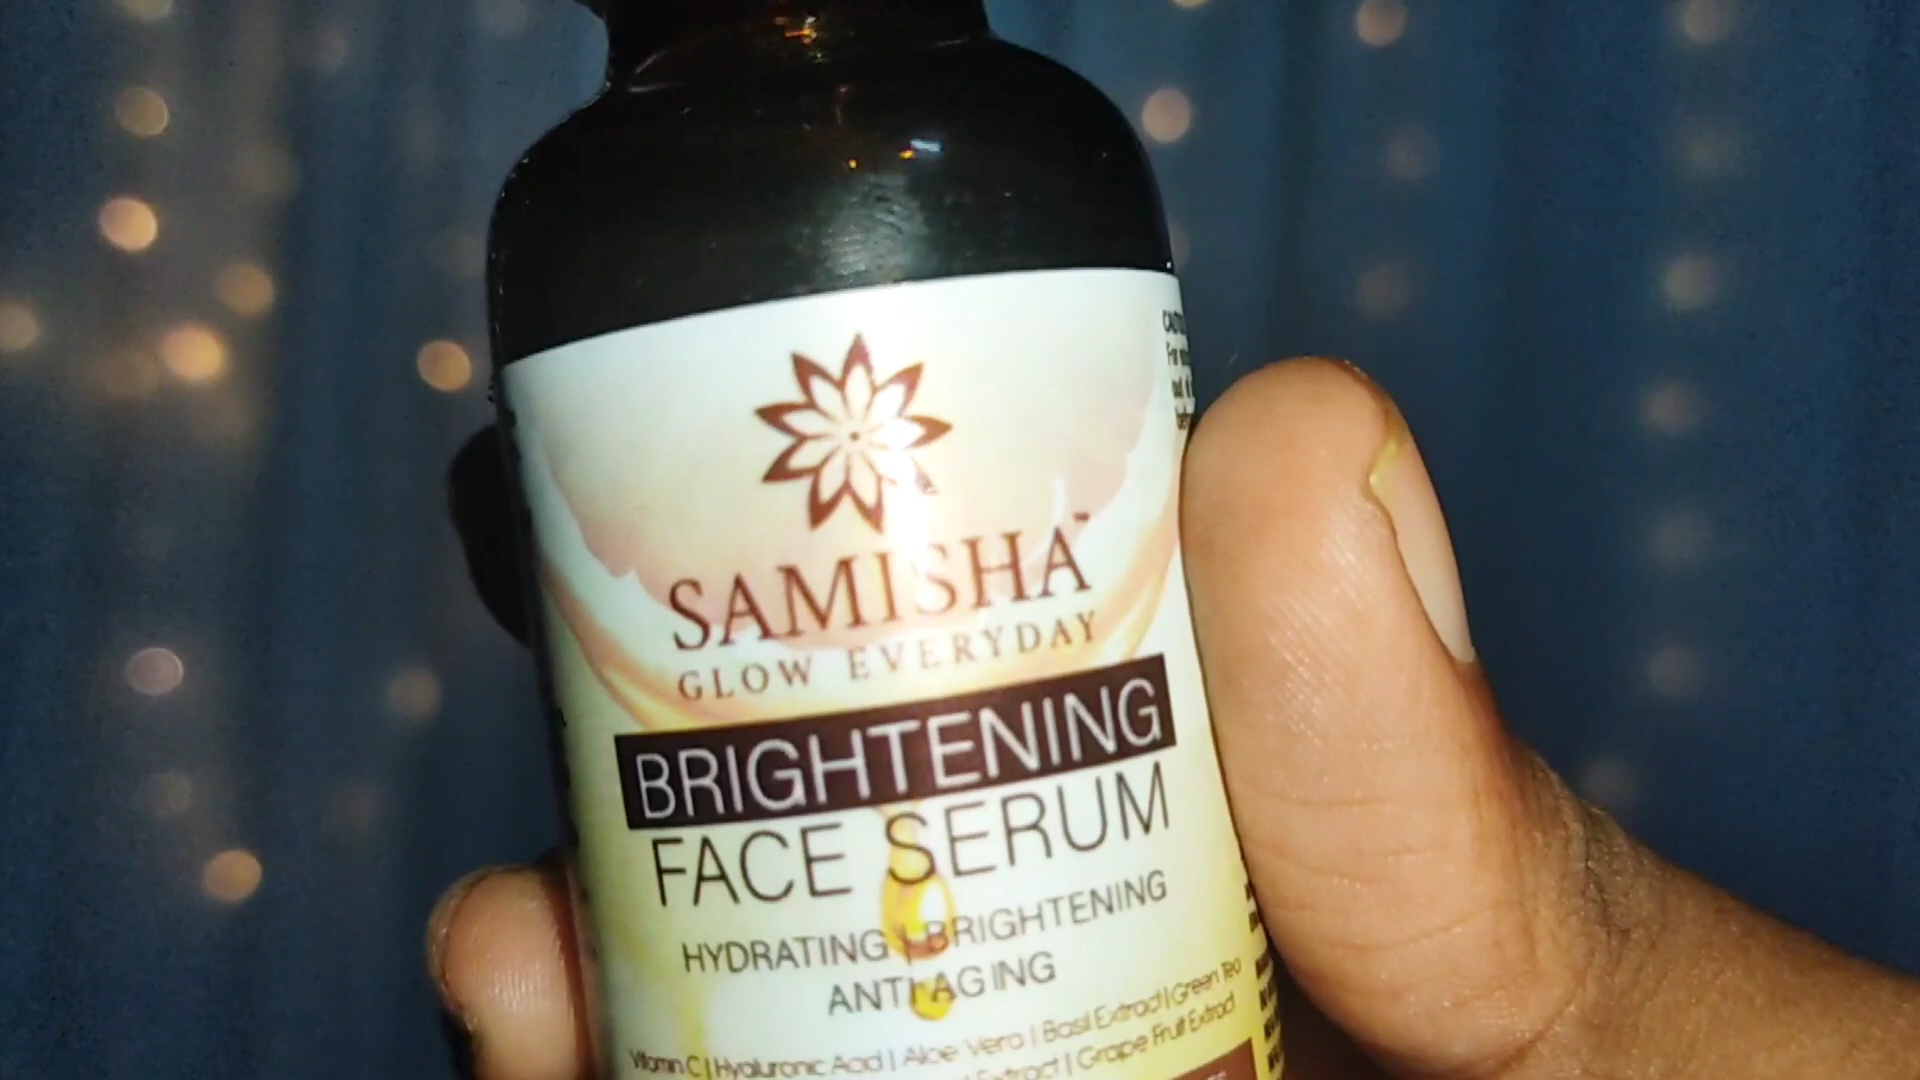 SAMISHA™
GLOW EVERYDAY
BRIGHTENING
FACE SERUM
HYDRATING | BRIGHTENING
ANTI AGING
Vitamin C | Hyaluronic Acid | Aloe Vera | Basil Extract | Green Tea
Extract | Grape Fruit Extract